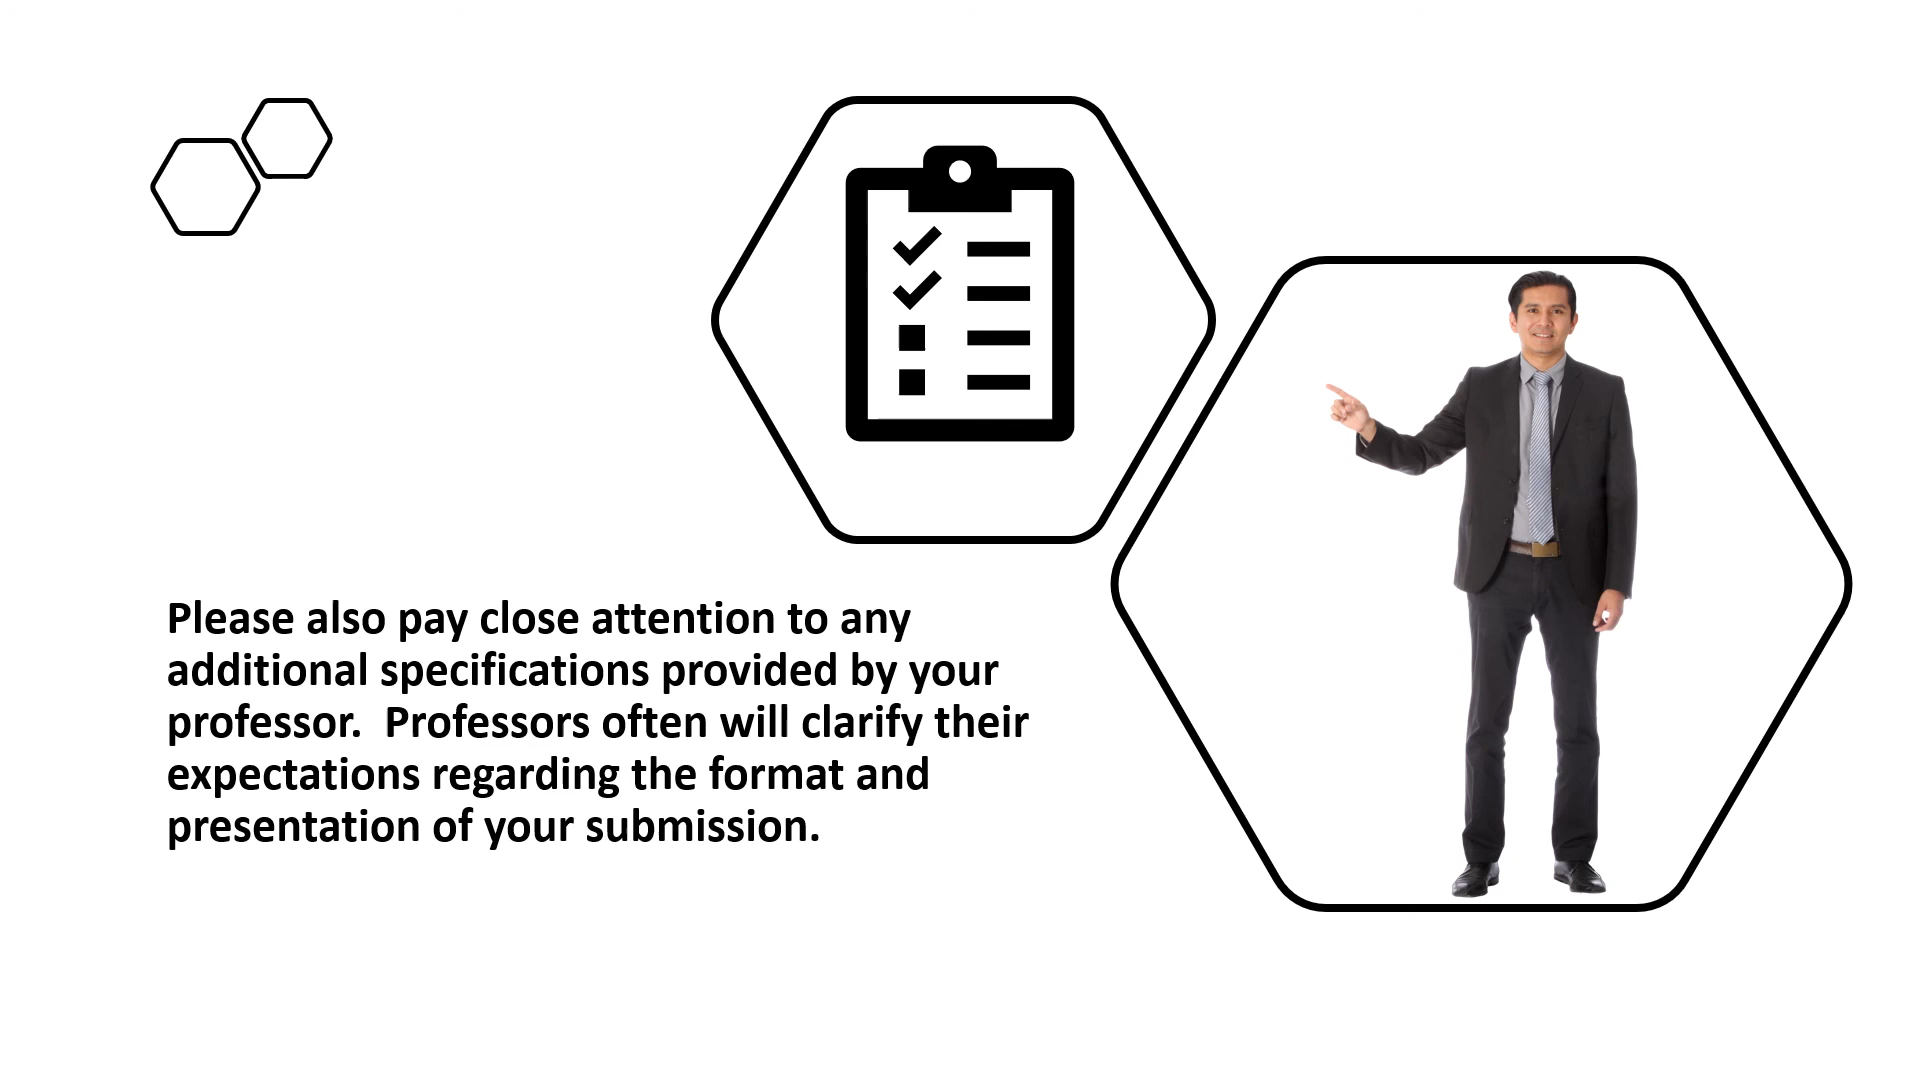 Please also pay close attention to any
additional specifications provided by your
professor.  Professors often will clarify their
expectations regarding the format and
presentation of your submission.